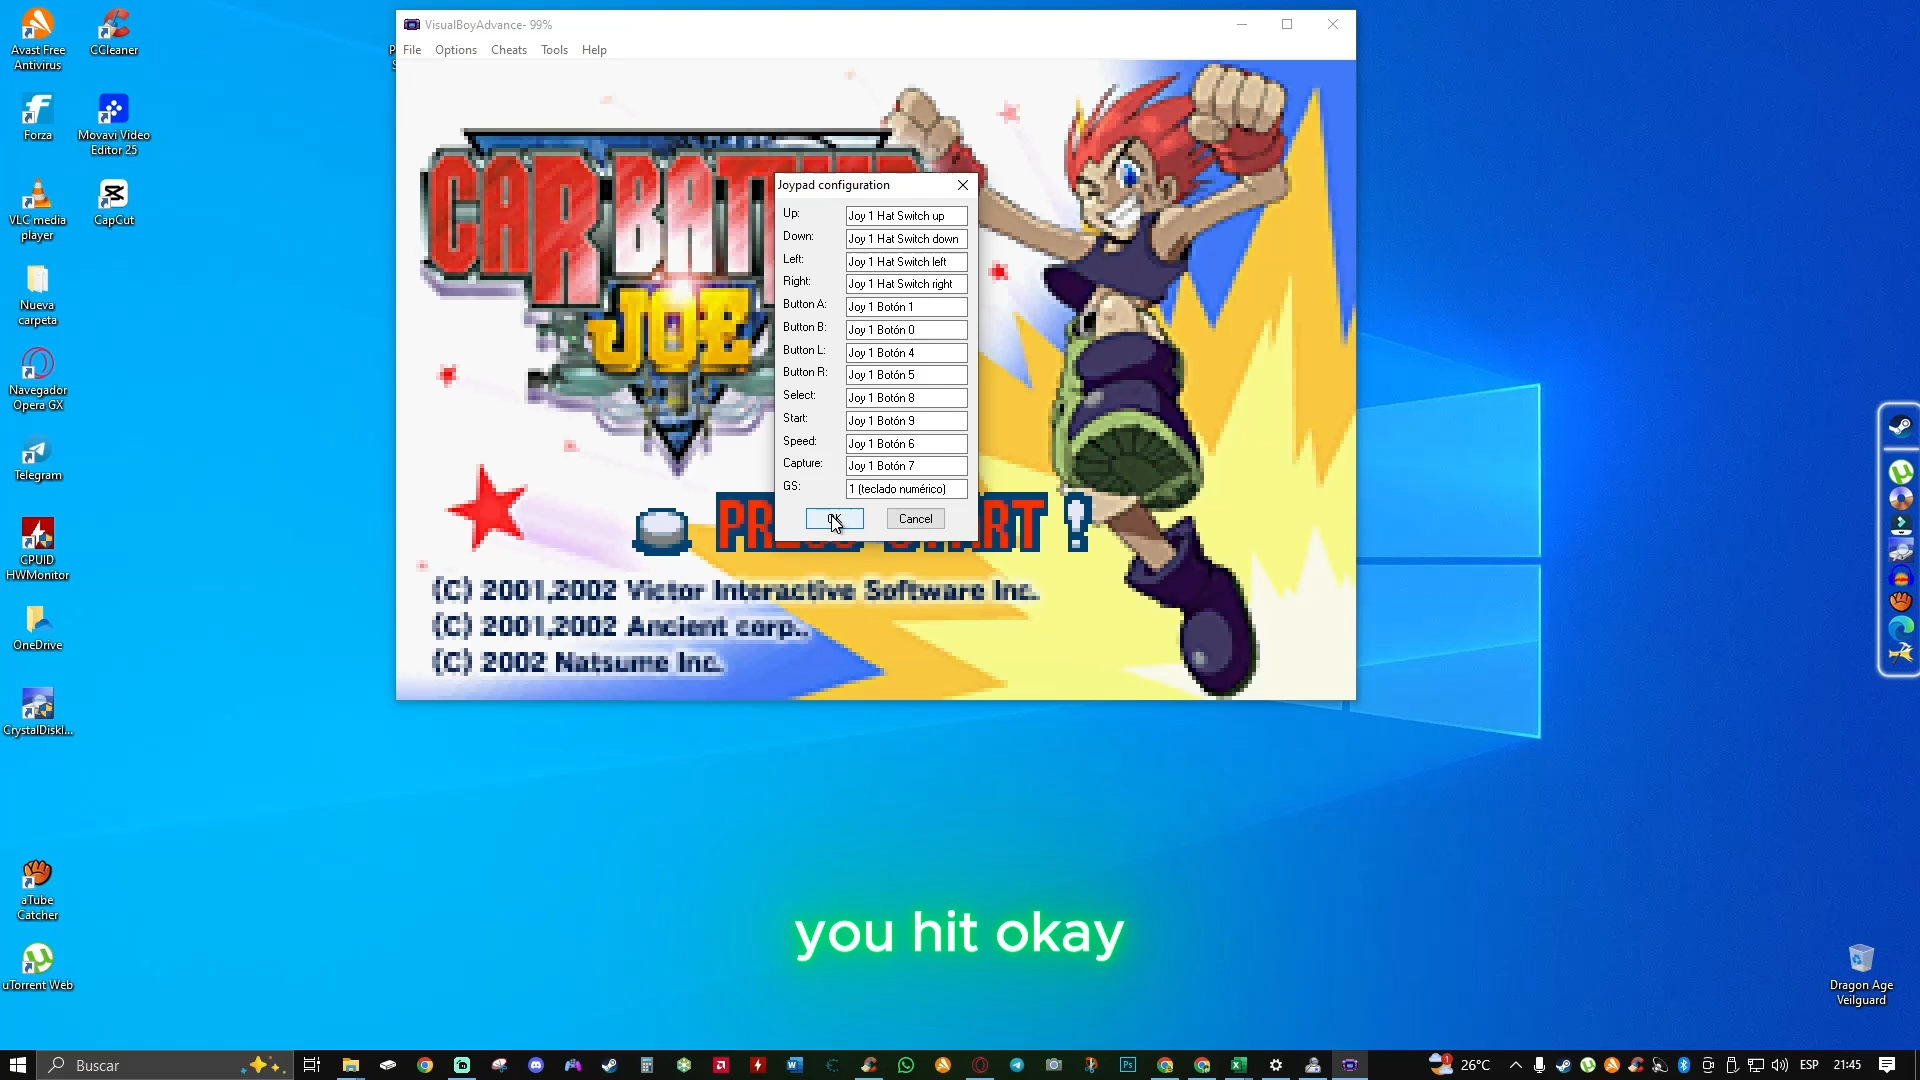 Avast Free
Antivirus
CCleaner
Forza
Movavi Video
Editor 25
VLC media
player
CapCut
Nueva
carpeta
Navegador
Opera GX
Telegram
CPUID
HWMonitor
OneDrive
CrystalDiskI...
aTube
Catcher
uTorrent Web
VisualBoyAdvance- 99%
File Options Cheats Tools Help
JOE
Joypad configuration
Up: Joy 1 Hat Switch up
Down: Joy 1 Hat Switch down
Left: Joy 1 Hat Switch left
Right: Joy 1 Hat Switch right
Button A: Joy 1 Botón 1
Button B: Joy 1 Botón 0
Button L: Joy 1 Botón 4
Button R: Joy 1 Botón 5
Select: Joy 1 Botón 8
Start: Joy 1 Botón 9
Speed: Joy 1 Botón 6
Capture: Joy 1 Botón 7
GS: 1 (teclado numérico)
OK Cancel
(C) 2001,2002 Victor Interactive Software Inc.
(C) 2001,2002 Ancient corp..
(C) 2002 Natsume Inc.
you hit okay
Dragon Age
Veilguard
Buscar
26°C
ESP
21:45